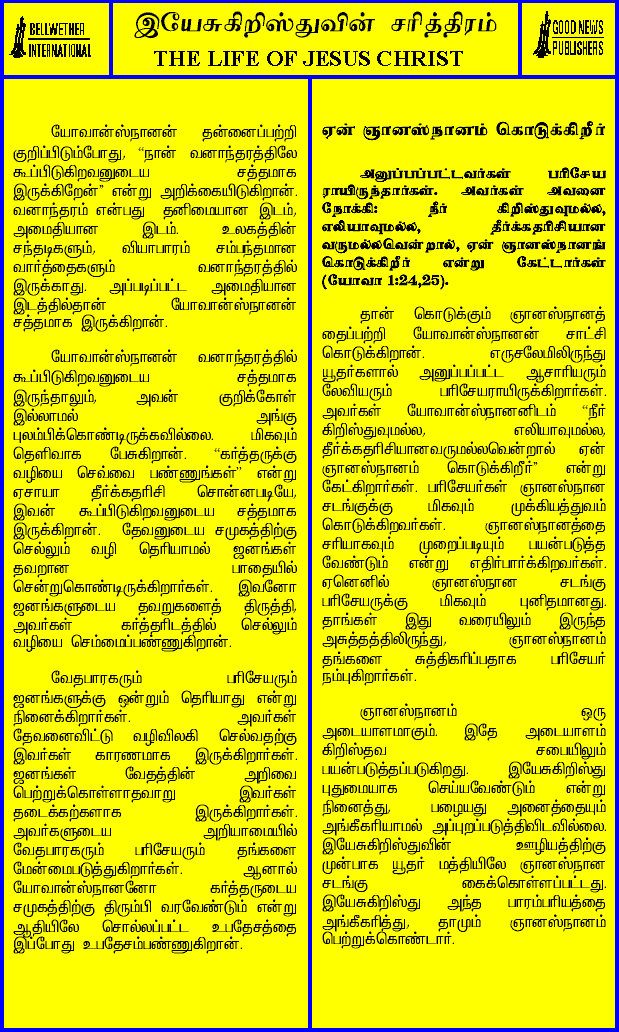 BELLWETHER
INTERNATIONAL
இயேசுகிறிஸ்துவின் சரித்திரம்
THE LIFE OF JESUS CHRIST
GOOD NEWS
PUBLISHERS
யோவான்ஸ்நானன் தன்னைப்பற்றி
குறிப்பிடும்போது, “நான் வனாந்தரத்திலே
கூப்பிடுகிறவனுடைய சத்தமாக
இருக்கிறேன்” என்று அறிக்கையிடுகிறான்.
வனாந்தரம் என்பது தனிமையான இடம்,
அமைதியான இடம். உலகத்தின்
சந்தடிகளும், வியாபாரம் சம்பந்தமான
வார்த்தைகளும் வனாந்தரத்தில்
இருக்காது. அப்படிப்பட்ட அமைதியான
இடத்தில்தான் யோவான்ஸ்நானன்
சத்தமாக இருக்கிறான்.
யோவான்ஸ்நானன் வனாந்தரத்தில்
கூப்பிடுகிறவனுடைய சத்தமாக
இருந்தாலும், அவன் குறிக்கோள்
இல்லாமல் அங்கு
புலம்பிக்கொண்டிருக்கவில்லை. மிகவும்
தெளிவாக பேசுகிறான். “கர்த்தருக்கு
வழியை செவ்வை பண்ணுங்கள்” என்று
ஏசாயா தீர்க்கதரிசி சொன்னபடியே,
இவன் கூப்பிடுகிறவனுடைய சத்தமாக
இருக்கிறான். தேவனுடைய சமுகத்திற்கு
செல்லும் வழி தெரியாமல் ஜனங்கள்
தவறான பாதையில்
சென்றுகொண்டிருக்கிறார்கள். இவனோ
ஜனங்களுடைய தவறுகளைத் திருத்தி,
அவர்கள் கர்த்தரிடத்தில் செல்லும்
வழியை செம்மைப்பண்ணுகிறான்.
வேதபாரகரும் பரிசேயரும்
ஜனங்களுக்கு ஒன்றும் தெரியாது என்று
நினைக்கிறார்கள். அவர்கள்
தேவனைவிட்டு வழிவிலகி செல்வதற்கு
இவர்கள் காரணமாக இருக்கிறார்கள்.
ஜனங்கள் வேதத்தின் அறிவை
பெற்றுக்கொள்ளாதவாறு இவர்கள்
தடைக்கற்களாக இருக்கிறார்கள்.
அவர்களுடைய அறியாமையில்
வேதபாரகரும் பரிசேயரும் தங்களை
மேன்மைபடுத்துகிறார்கள். ஆனால்
யோவான்ஸ்நானனோ கர்த்தருடைய
சமுகத்திற்கு திரும்பி வரவேண்டும் என்று
ஆதியிலே சொல்லப்பட்ட உபதேசத்தை
இப்போது உபதேசம்பண்ணுகிறான்.
ஏன் ஞானஸ்நானம் கொடுக்கிறீர்
அனுப்பப்பட்டவர்கள் பரிசேய
ராயிருந்தார்கள். அவர்கள் அவனை
நோக்கி: நீர் கிறிஸ்துவுமல்ல,
எலியாவுமல்ல, தீர்க்கதரிசியான
வருமல்லவென்றால், ஏன் ஞானஸ்நானங்
கொடுக்கிறீர் என்று கேட்டார்கள்
(யோவா 1:24,25).
தான் கொடுக்கும் ஞானஸ்நானத்
தைப்பற்றி யோவான்ஸ்நானன் சாட்சி
கொடுக்கிறான். எருசலேமிலிருந்து
யூதர்களால் அனுப்பப்பட்ட ஆசாரியரும்
லேவியரும் பரிசேயராயிருக்கிறார்கள்.
அவர்கள் யோவான்ஸ்நானனிடம் “நீர்
கிறிஸ்துவுமல்ல, எலியாவுமல்ல,
தீர்க்கதரிசியானவருமல்லவென்றால் ஏன்
ஞானஸ்நானம் கொடுக்கிறீர்” என்று
கேட்கிறார்கள். பரிசேயர்கள் ஞானஸ்நான
சடங்குக்கு மிகவும் முக்கியத்துவம்
கொடுக்கிறவர்கள். ஞானஸ்நானத்தை
சரியாகவும் முறைப்படியும் பயன்படுத்த
வேண்டும் என்று எதிர்பார்க்கிறவர்கள்.
ஏனெனில் ஞானஸ்நான சடங்கு
பரிசேயருக்கு மிகவும் புனிதமானது.
தாங்கள் இது வரையிலும் இருந்த
அசுத்தத்திலிருந்து, ஞானஸ்நானம்
தங்களை சுத்திகரிப்பதாக பரிசேயர்
நம்புகிறார்கள்.
ஞானஸ்நானம் ஒரு
அடையாளமாகும். இதே அடையாளம்
கிறிஸ்தவ சபையிலும்
பயன்படுத்தப்படுகிறது. இயேசுகிறிஸ்து
புதுமையாக செய்யவேண்டும் என்று
நினைத்து, பழையது அனைத்தையும்
அங்கீகரியாமல் அப்புறப்படுத்திவிடவில்லை.
இயேசுகிறிஸ்துவின் ஊழியத்திற்கு
முன்பாக யூதர் மத்தியிலே ஞானஸ்நான
சடங்கு கைக்கொள்ளப்பட்டது.
இயேசுகிறிஸ்து அந்த பாரம்பரியத்தை
அங்கீகரித்து, தாமும் ஞானஸ்நானம்
பெற்றுக்கொண்டார்.